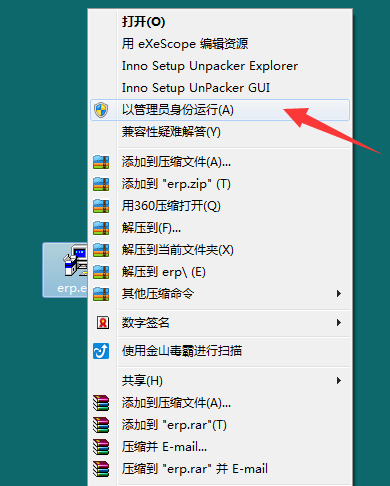 打开(O)
用 eXeScope 编辑资源
Inno Setup Unpacker Explorer
Inno Setup UnPacker GUI
以管理员身份运行(A)
兼容性疑难解答(Y)
添加到压缩文件(A)...
添加到 "erp.zip" (T)
用360压缩打开(Q)
解压到(F)...
解压到当前文件夹(X)
解压到 erp\ (E)
其他压缩命令
erp.e
数字签名
使用金山毒霸进行扫描
共享(H)
添加到压缩文件(A)...
添加到 "erp.rar"(T)
压缩并 E-mail...
压缩到 "erp.rar" 并 E-mail